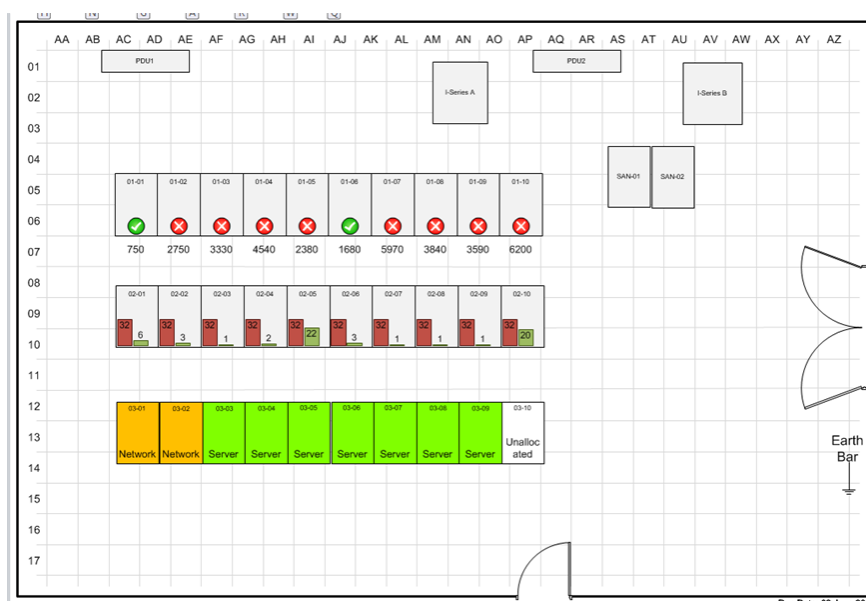 AA AB AC AD AE AF AG AH AI AJ AK AL AM AN AO AP AQ AR AS AT AU AV AW AX AY AZ
01
PDU1
PDU2
02
I-Series A
I-Series B
03
04
SAN-01 SAN-02
01-01 01-02 01-03 01-04 01-05 01-06 01-07 01-08 01-09 01-10
05
06
07
750 2750 3330 4540 2380 1680 5970 3840 3590 6200
08
02-01 02-02 02-03 02-04 02-05 02-06 02-07 02-08 02-09 02-10
09
32 6 32 3 32 1 32 2 32 22 32 3 32 1 32 1 32 1 32 20
10
11
12
03-01 03-02 03-03 03-04 03-05 03-06 03-07 03-08 03-09 03-10
13
Network Network Server Server Server Server Server Server Server Unalloc
ated
14
Earth
Bar
15
16
17